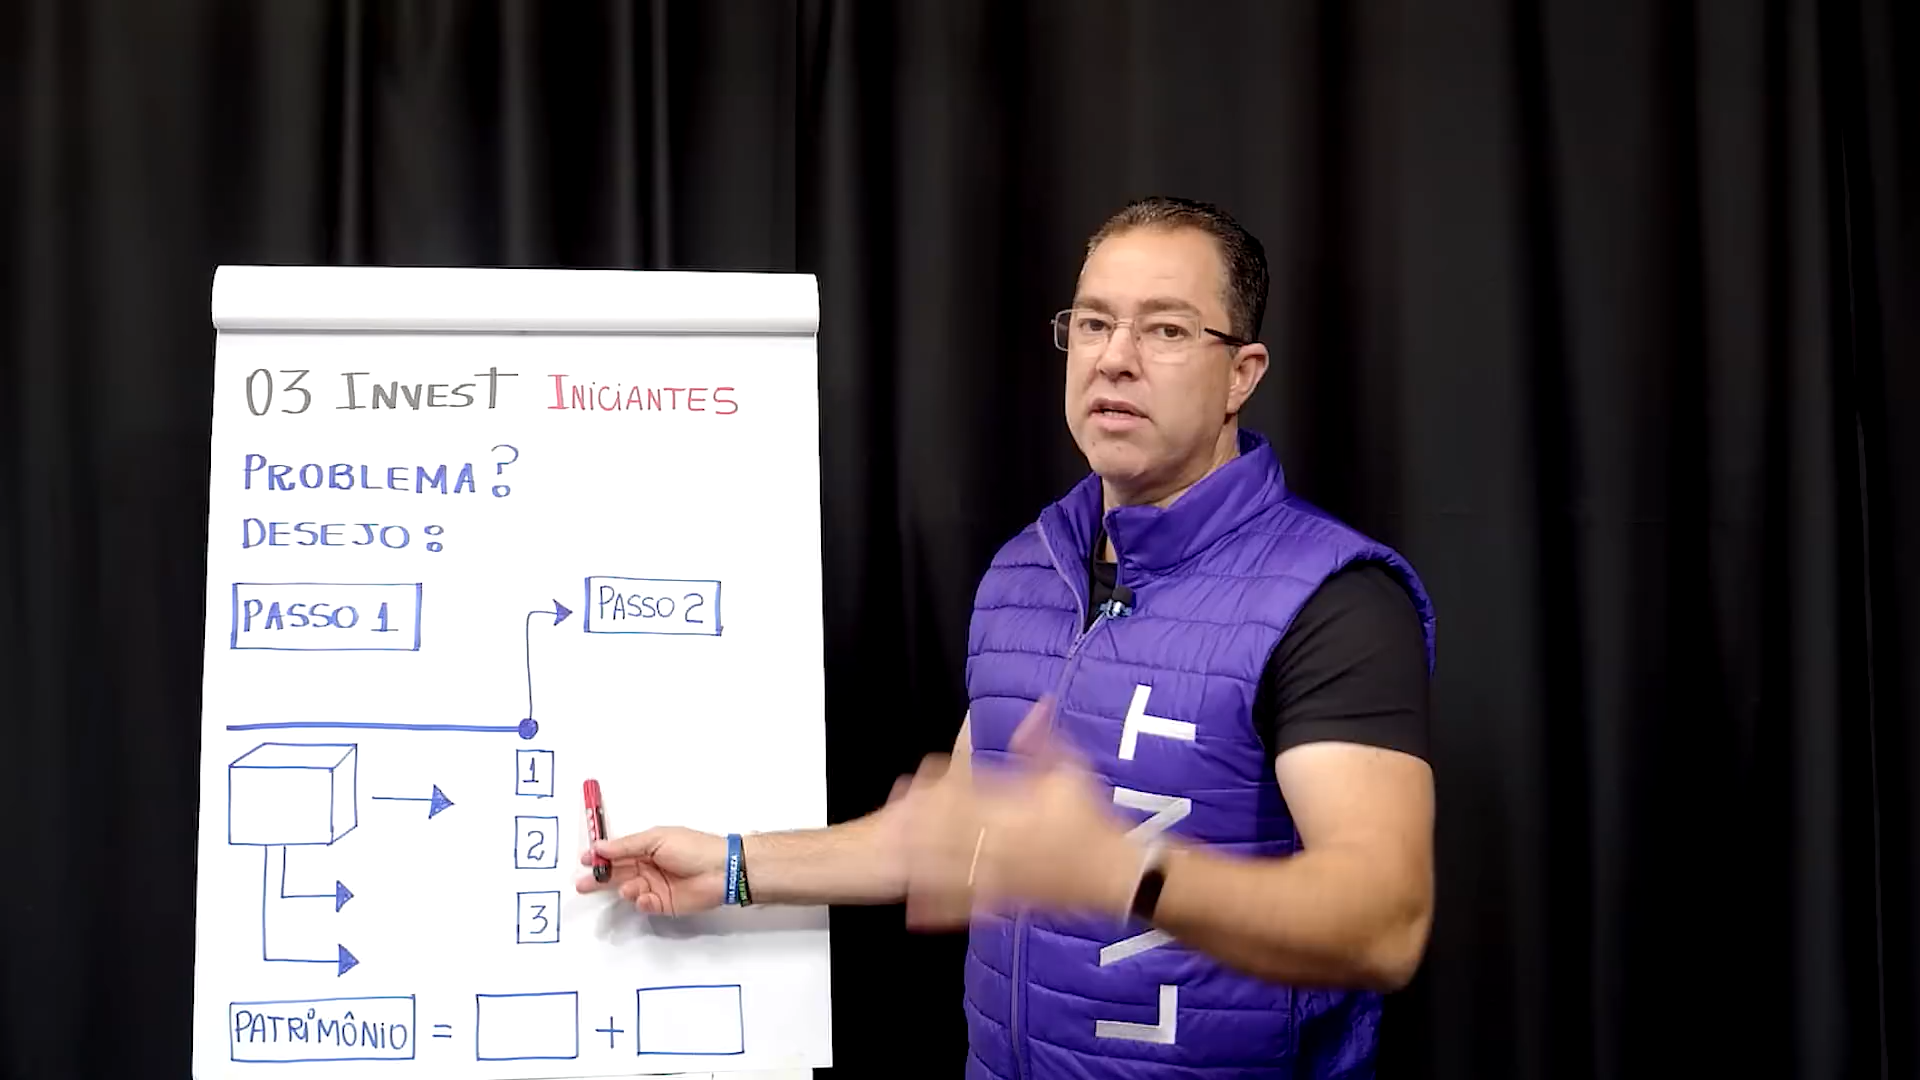 03 INVEST INICIANTES
PROBLEMA?
DESEJO:
PASSO 1
PASSO 2
1
2
3
PATRIMÔNIO = +